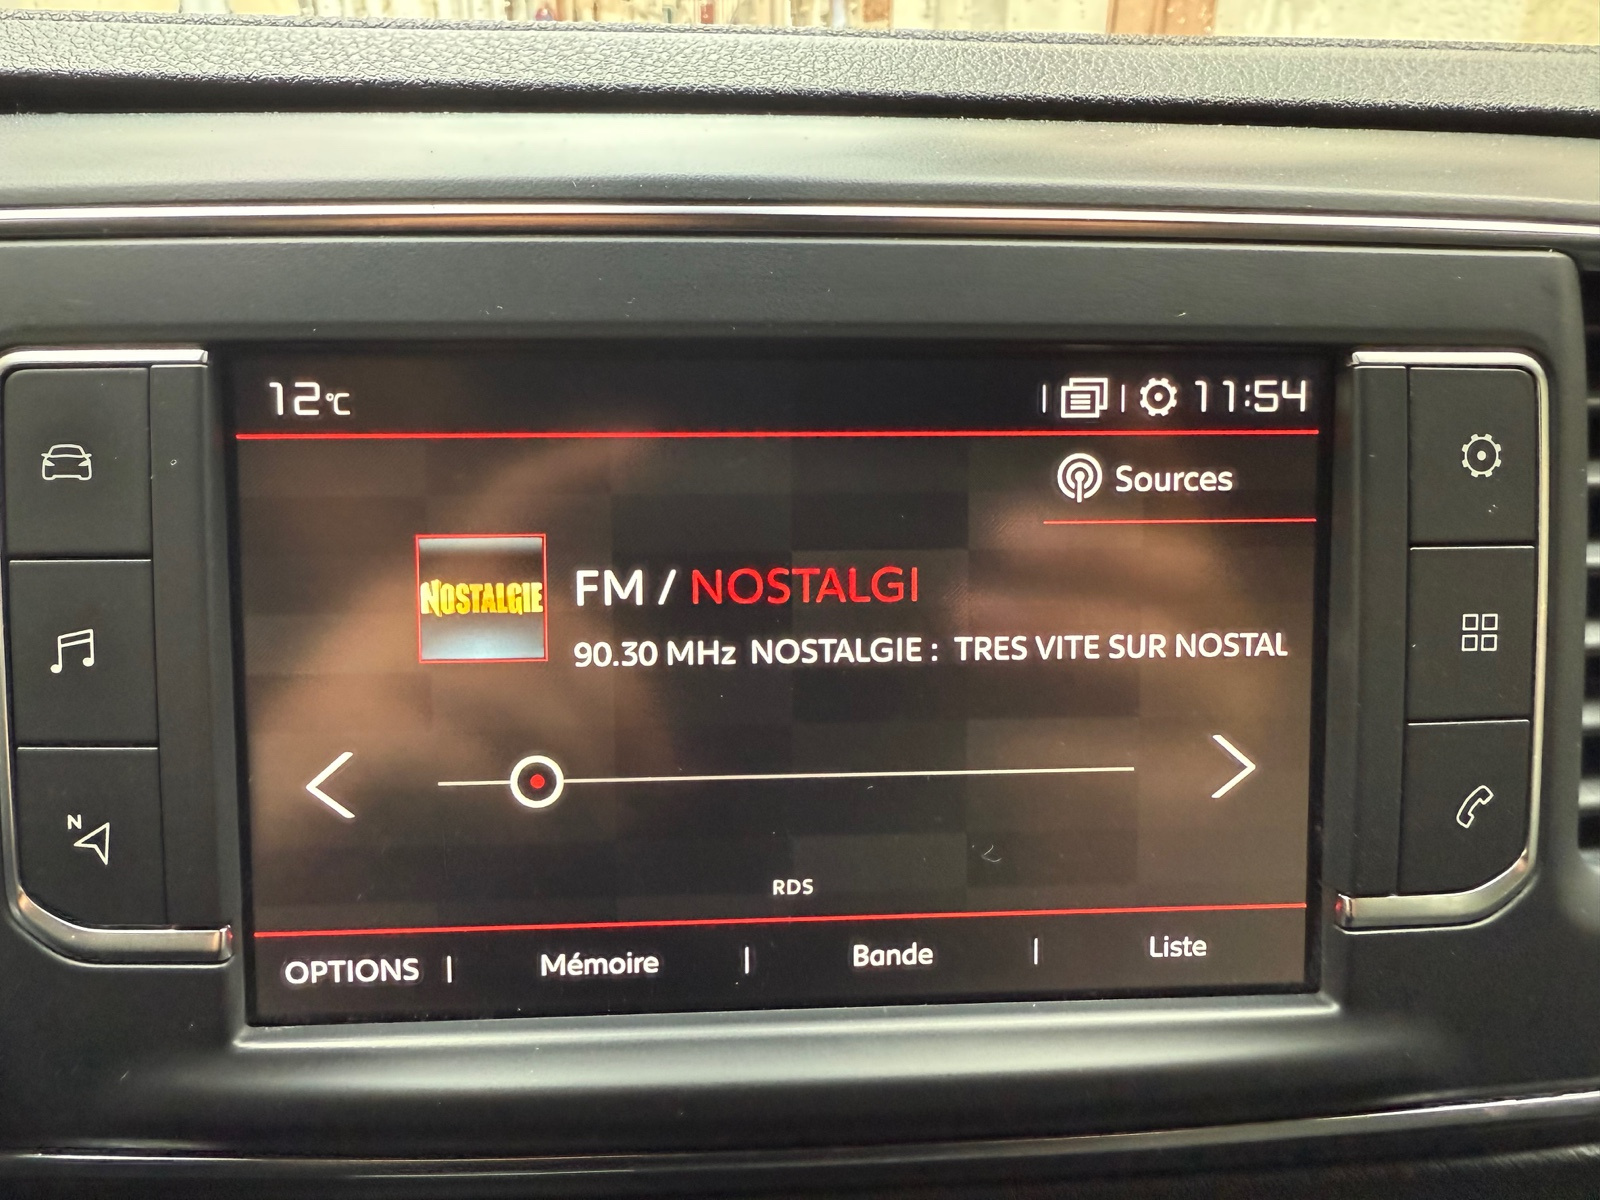 12°C 11:54
Sources
NOSTALGIE
FM / NOSTALGI
90.30 MHz NOSTALGIE : TRES VITE SUR NOSTAL
N
RDS
OPTIONS | Mémoire | Bande | Liste